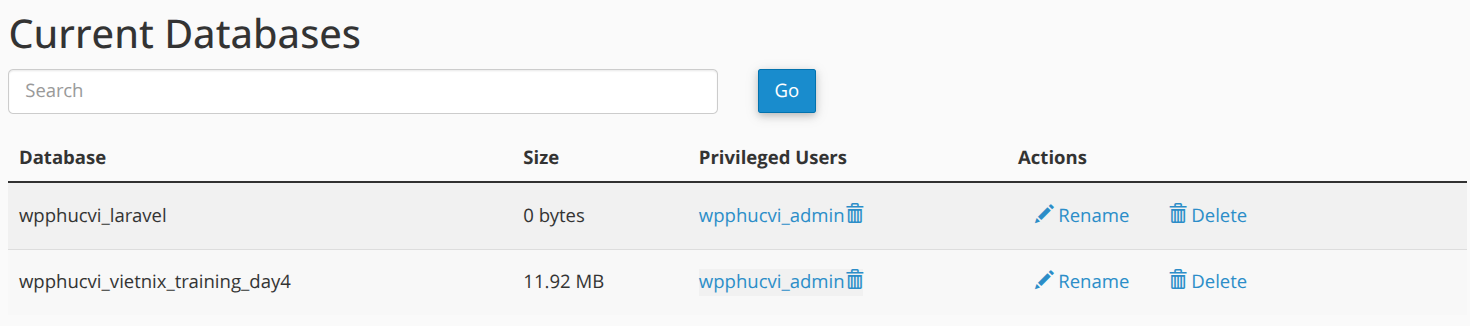 Current Databases
Search Go
Database Size Privileged Users Actions
wpphucvi_laravel 0 bytes wpphucvi_admin Rename Delete
wpphucvi_vietnix_training_day4 11.92 MB wpphucvi_admin Rename Delete